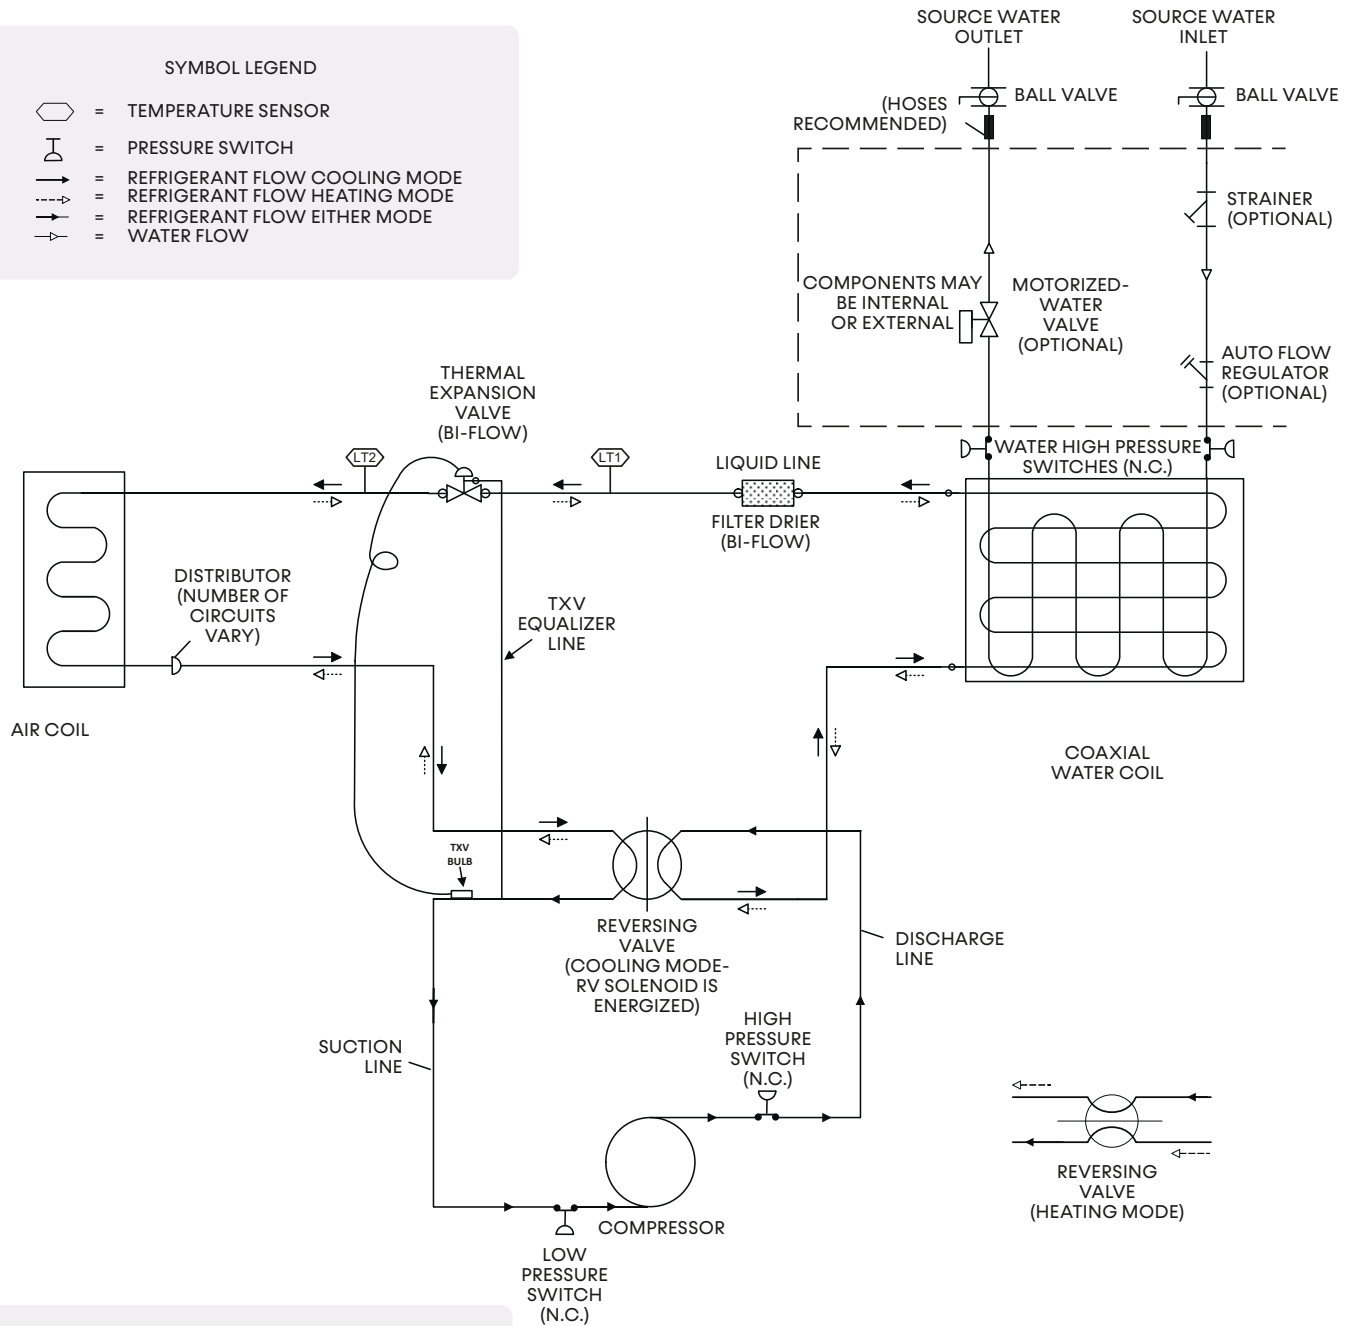 SYMBOL LEGEND
= TEMPERATURE SENSOR
= PRESSURE SWITCH
= REFRIGERANT FLOW COOLING MODE
= REFRIGERANT FLOW HEATING MODE
= REFRIGERANT FLOW EITHER MODE
= WATER FLOW
SOURCE WATER
OUTLET
SOURCE WATER
INLET
BALL VALVE
BALL VALVE
(HOSES
RECOMMENDED)
STRAINER
(OPTIONAL)
COMPONENTS MAY
BE INTERNAL
OR EXTERNAL
MOTORIZED-
WATER
VALVE
(OPTIONAL)
AUTO FLOW
REGULATOR
(OPTIONAL)
WATER HIGH PRESSURE
SWITCHES (N.C.)
THERMAL
EXPANSION
VALVE
(BI-FLOW)
LT2
LT1
LIQUID LINE
FILTER DRIER
(BI-FLOW)
DISTRIBUTOR
(NUMBER OF
CIRCUITS
VARY)
TXV
EQUALIZER
LINE
AIR COIL
COAXIAL
WATER COIL
TXV
BULB
REVERSING
VALVE
(COOLING MODE-
RV SOLENOID IS
ENERGIZED)
DISCHARGE
LINE
SUCTION
LINE
HIGH
PRESSURE
SWITCH
(N.C.)
COMPRESSOR
LOW
PRESSURE
SWITCH
(N.C.)
REVERSING
VALVE
(HEATING MODE)